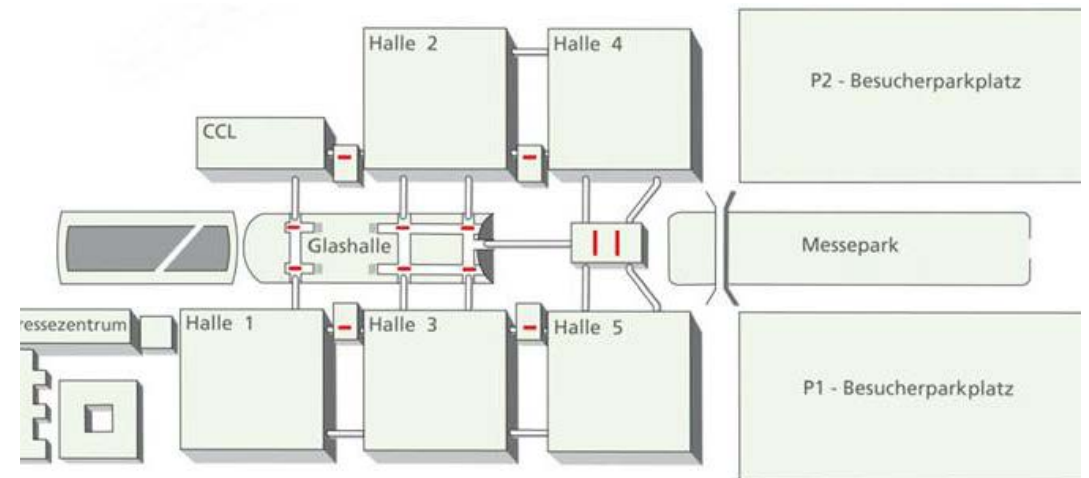 Halle 2
Halle 4
P2 - Besucherparkplatz
CCL
Glashalle
Messepark
ressezentrum
Halle 1
Halle 3
Halle 5
P1 - Besucherparkplatz